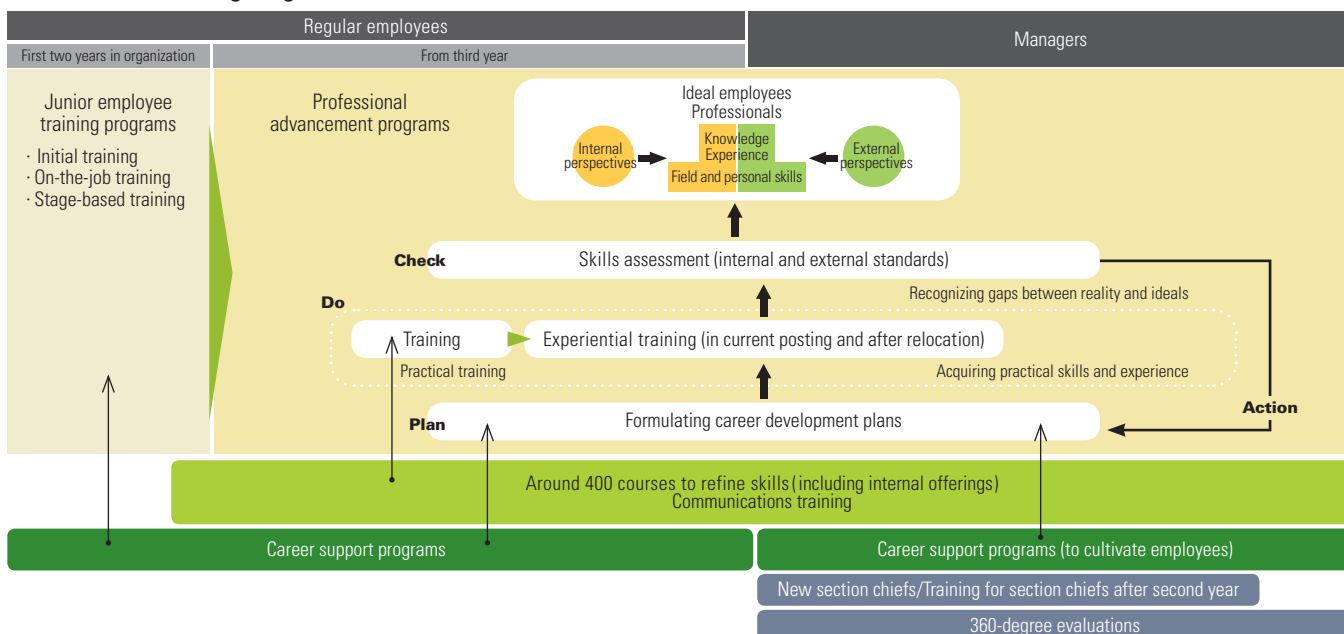 Regular employees
Managers
First two years in organization
From third year
Junior employee
training programs
· Initial training
· On-the-job training
· Stage-based training
Professional
advancement programs
Ideal employees
Professionals
Internal
perspectives
Knowledge
Experience
Field and personal skills
External
perspectives
Check
Skills assessment (internal and external standards)
Recognizing gaps between reality and ideals
Do
Training
Experiential training (in current posting and after relocation)
Practical training
Acquiring practical skills and experience
Action
Plan
Formulating career development plans
Around 400 courses to refine skills (including internal offerings)
Communications training
Career support programs
Career support programs (to cultivate employees)
New section chiefs/Training for section chiefs after second year
360-degree evaluations